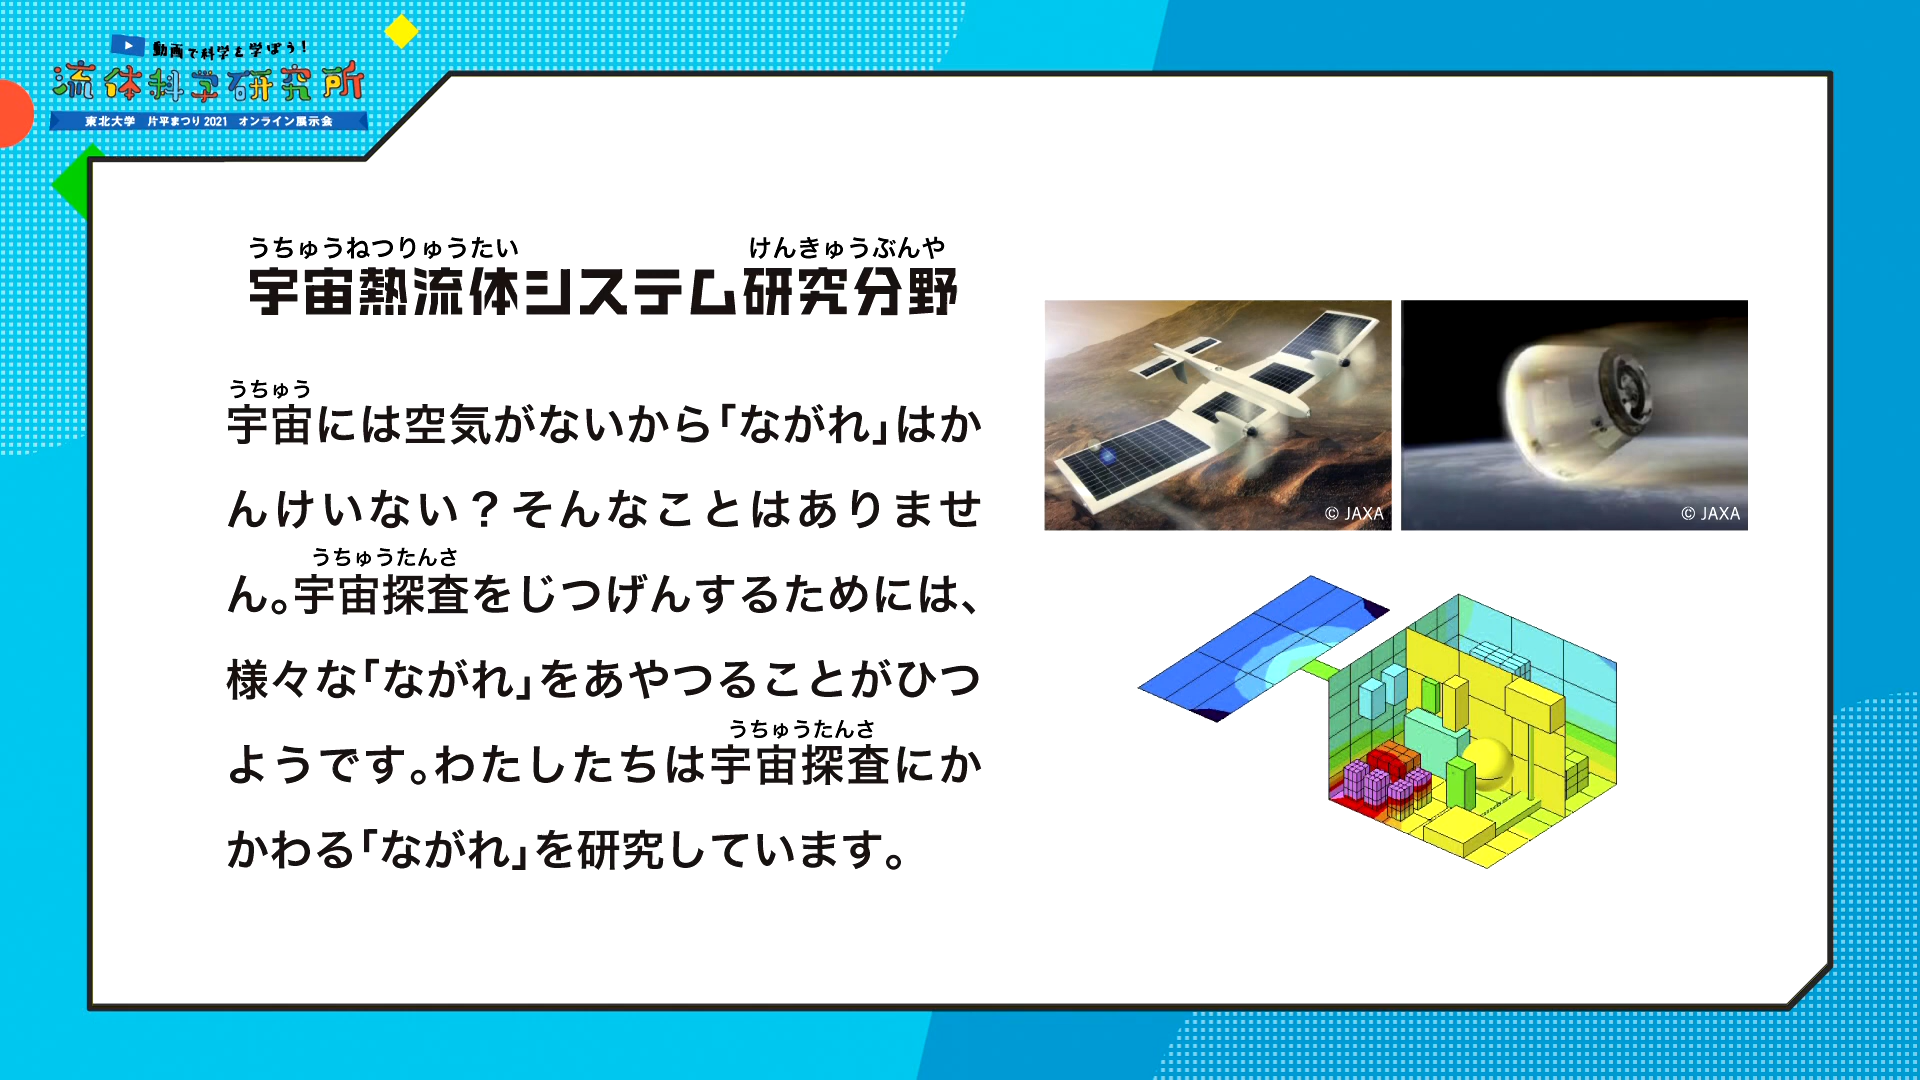 動画で科学を学ぼう！
流体科学研究所
東北大学　片平まつり2021　オンライン展示会
うちゅうねつりゅうたい　けんきゅうぶんや
宇宙熱流体システム研究分野
うちゅう
宇宙には空気がないから「ながれ」はか
んけいない？そんなことはありませ
うちゅうたんさ
ん。宇宙探査をじつげんするためには、
様々な「ながれ」をあやつることがひつ
うちゅうたんさ
ようです。わたしたちは宇宙探査にか
かわる「ながれ」を研究しています。
© JAXA
© JAXA